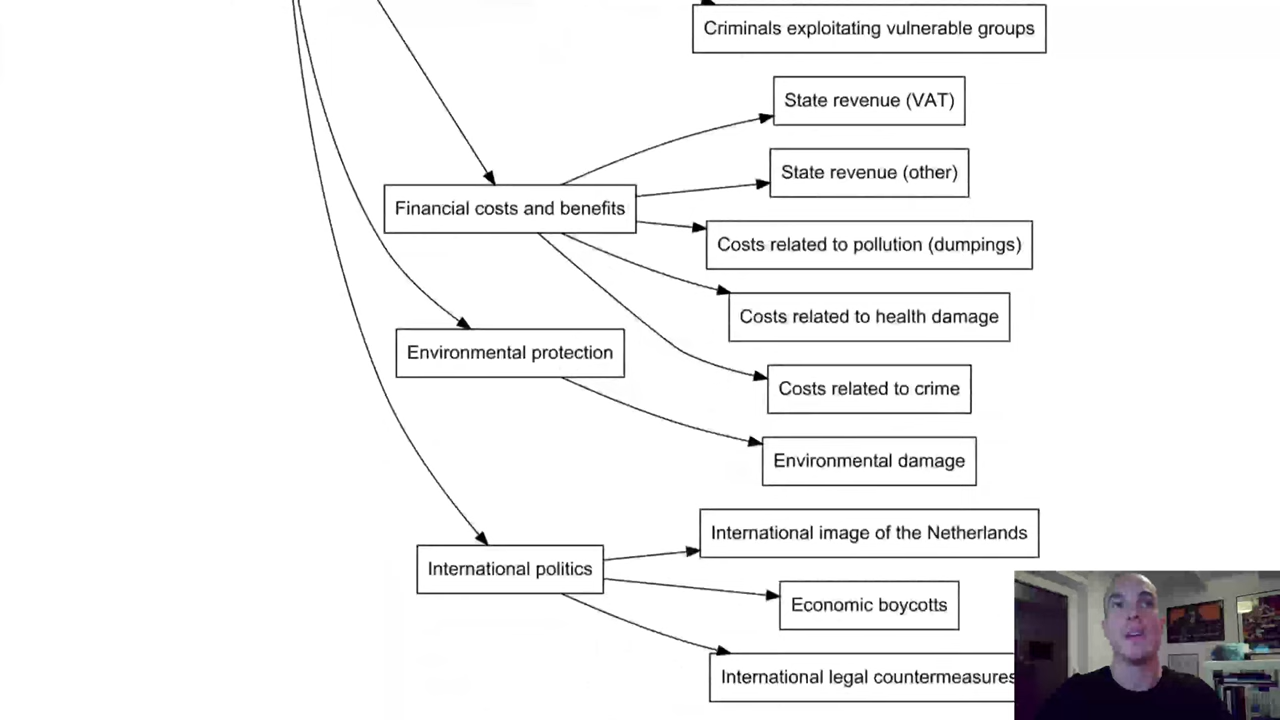 Criminals exploitating vulnerable groups
State revenue (VAT)
State revenue (other)
Financial costs and benefits
Costs related to pollution (dumpings)
Costs related to health damage
Environmental protection
Costs related to crime
Environmental damage
International image of the Netherlands
International politics
Economic boycotts
International legal countermeasures